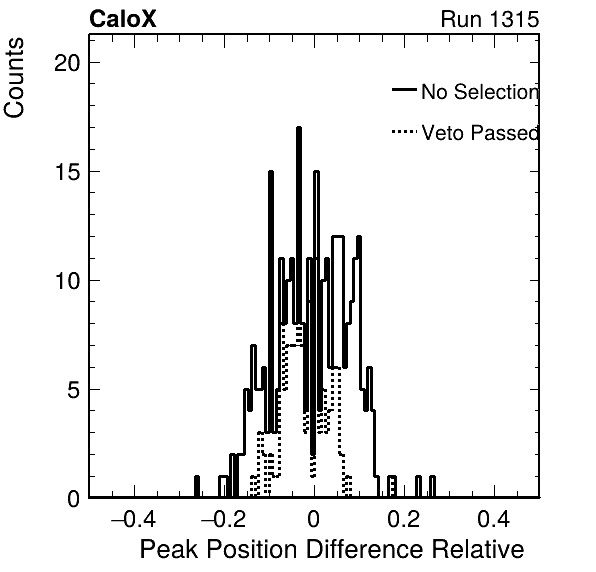 CaloX Run 1315
Counts
20
No Selection
Veto Passed
15
10
5
0
−0.4 −0.2 0 0.2 0.4
Peak Position Difference Relative